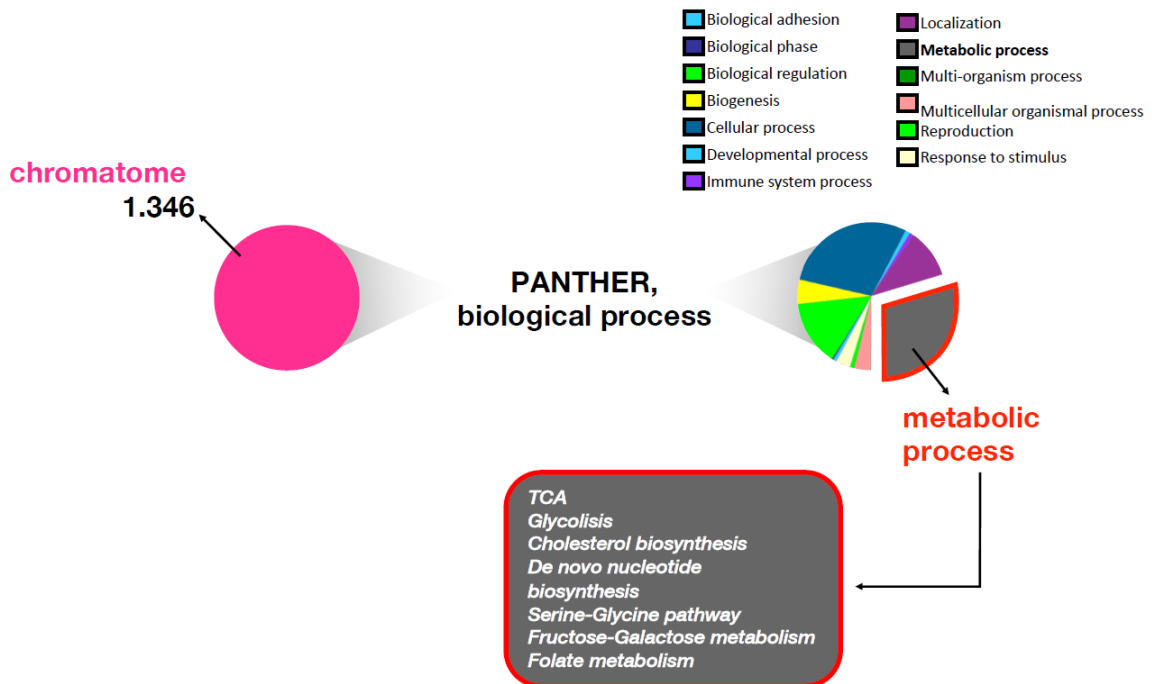 Biological adhesion
Biological phase
Biological regulation
Biogenesis
Cellular process
Developmental process
Immune system process
Localization
Metabolic process
Multi-organism process
Multicellular organismal process
Reproduction
Response to stimulus
chromatome
1.346
PANTHER,
biological process
metabolic
process
TCA
Glycolisis
Cholesterol biosynthesis
De novo nucleotide
biosynthesis
Serine-Glycine pathway
Fructose-Galactose metabolism
Folate metabolism